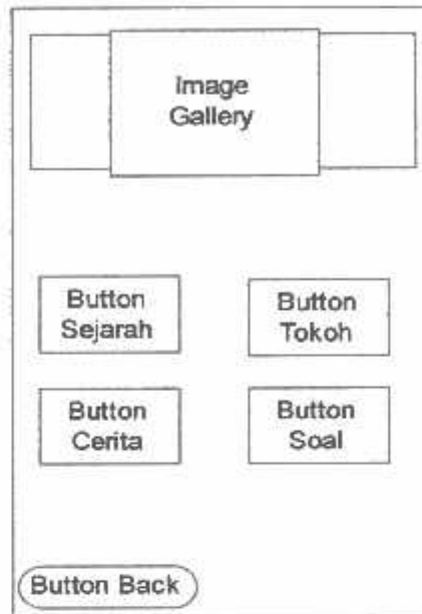 Image
Gallery
Button
Sejarah
Button
Tokoh
Button
Cerita
Button
Soal
Button Back